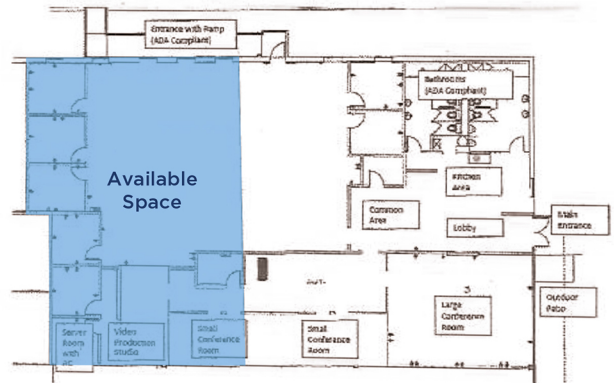 Entrance with Ramp
(ADA Compliant)
Bathrooms
(ADA Compliant)
Available
Space
Kitchen
Area
Common
Area
Lobby
Main
Entrance
Outdoor
Patio
Large
Conference
Room
Small
Conference
Room
Small
Conference
Room
Video
Production
Studio
Server
Room
with
AC